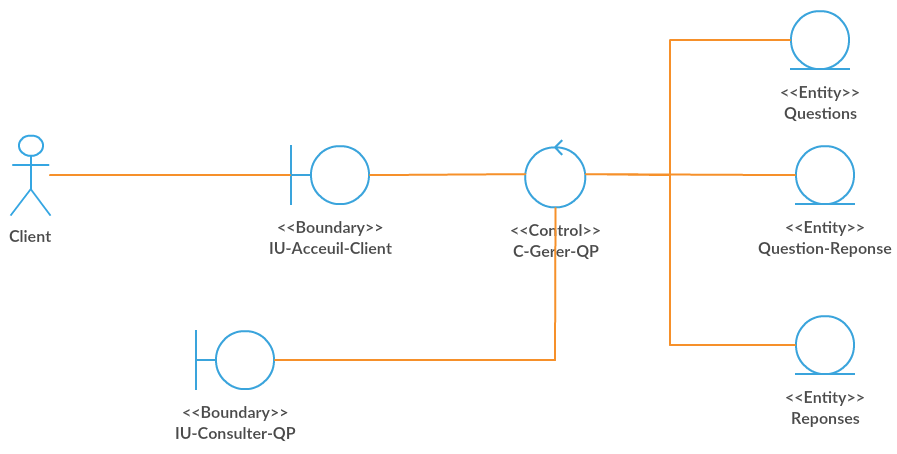 <<Entity>>
Questions
Client
<<Boundary>>
IU-Acceuil-Client
<<Control>>
C-Gerer-QP
<<Entity>>
Question-Reponse
<<Boundary>>
IU-Consulter-QP
<<Entity>>
Reponses